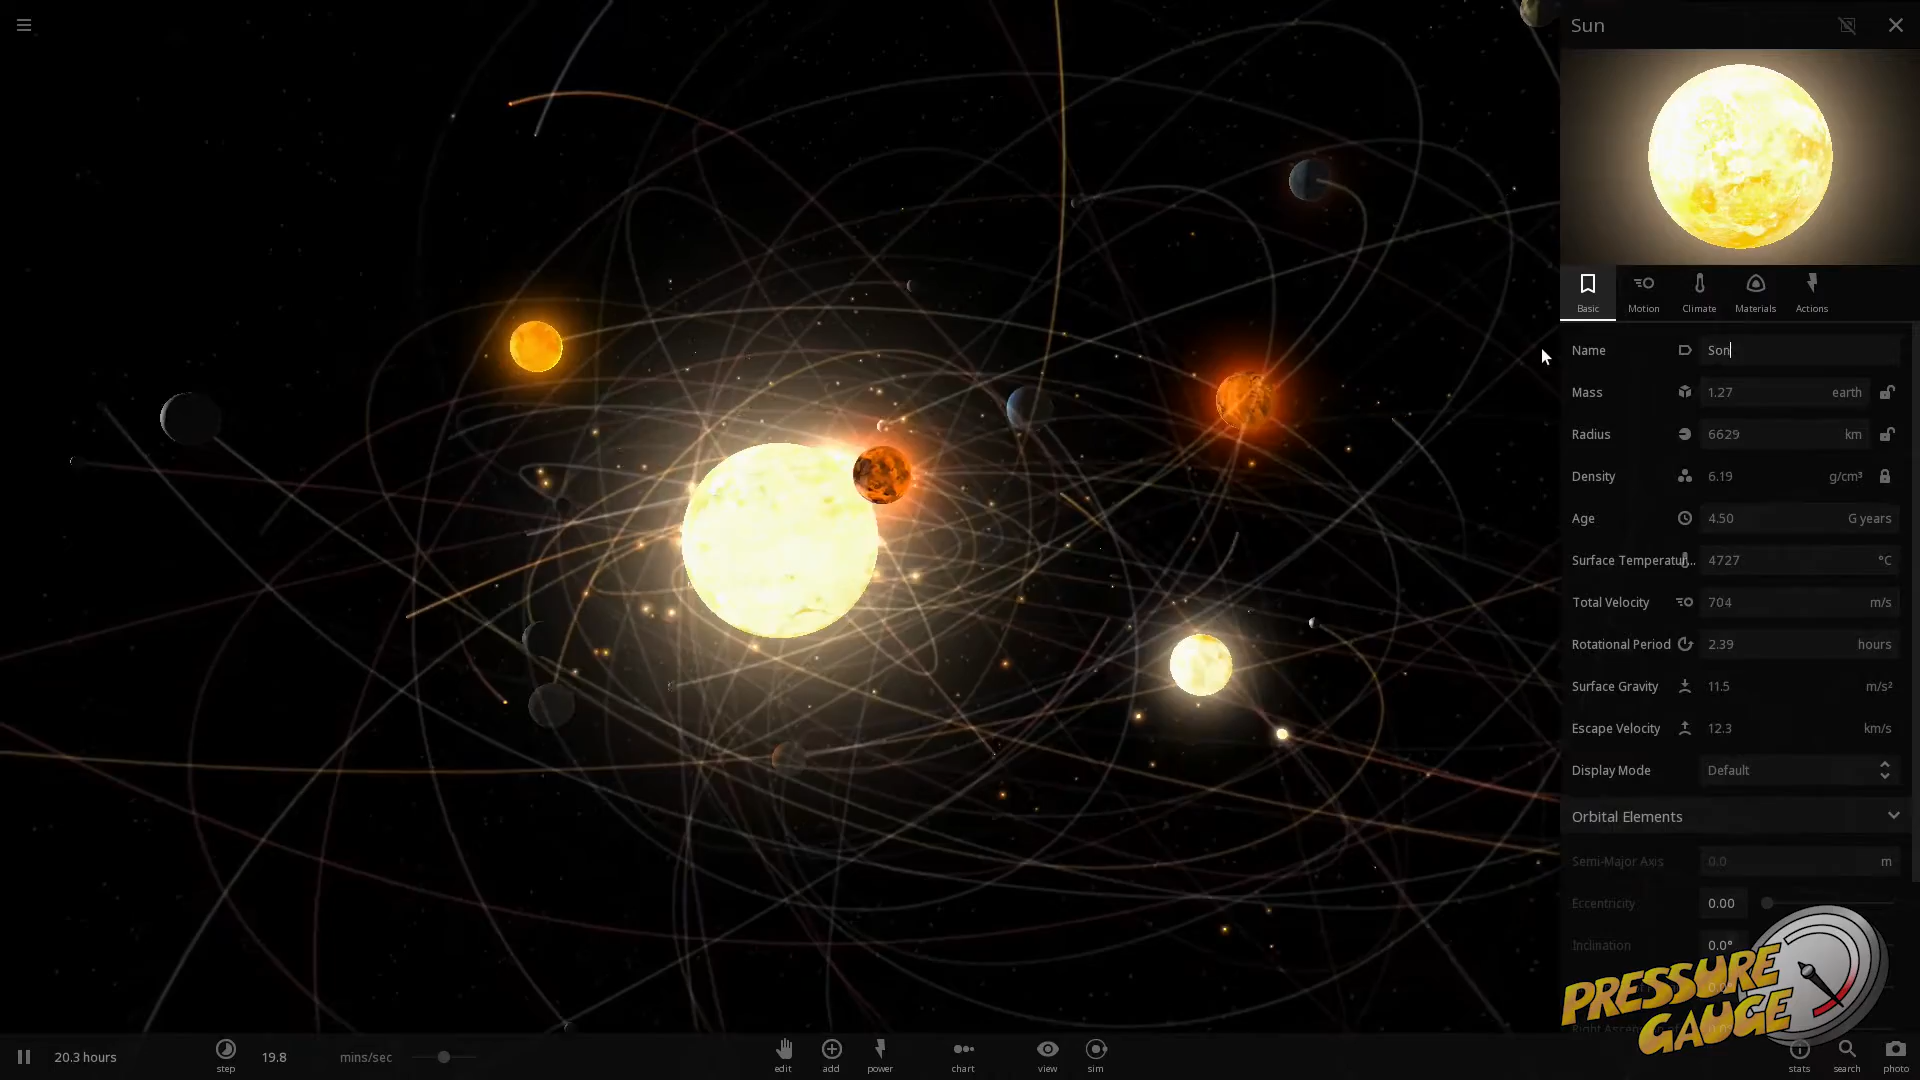 Sun
Basic
Motion
Climate
Materials
Actions
Name Son
Mass 1.27 earth
Radius 6629 km
Density 6.19 g/cm³
Age 4.50 G years
Surface Temperatur... 4727 °C
Total Velocity 704 m/s
Rotational Period 2.39 hours
Surface Gravity 11.5 m/s²
Escape Velocity 12.3 km/s
Display Mode Default
Orbital Elements
Semi-Major Axis 0.0 m
Eccentricity 0.00
Inclination 0.0°
PRESSURE
GAUGE
20.3 hours
step
19.8 mins/sec
edit
add
power
chart
view
sim
stats
search
photo